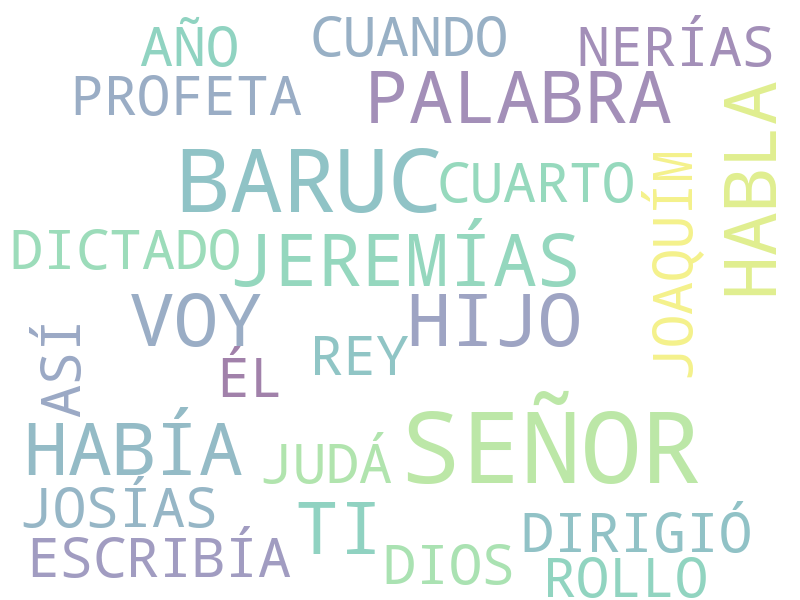 AÑO
CUANDO
NERÍAS
PROFETA
PALABRA
HABLA
BARUC
CUARTO
JOAQUÍM
DICTADO
JEREMÍAS
VOY
HIJO
ASÍ
REY
ÉL
SEÑOR
HABÍA
JUDÁ
JOSÍAS
TI
DIRIGIÓ
ESCRIBÍA
DIOS
ROLLO